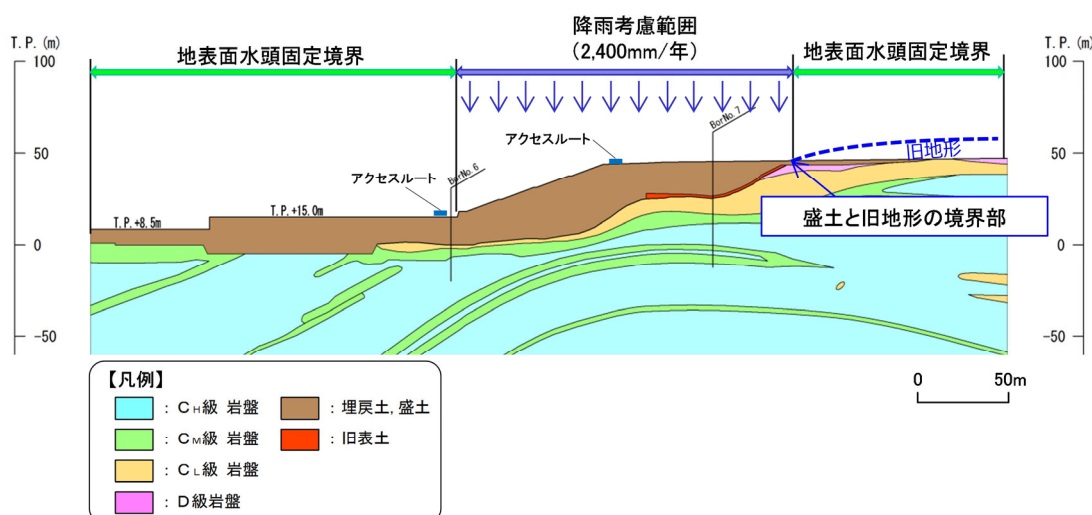 降雨考慮範囲
(2,400mm/年)
地表面水頭固定境界
地表面水頭固定境界
T.P. (m)
T.P. (m)
100
100
BorNo.7
アクセスルート
旧地形
50
50
アクセスルート
BorNo.6
盛土と旧地形の境界部
T.P.+15.0m
T.P.+8.5m
0
0
-50
-50
【凡例】
: CH級 岩盤
: 埋戻土, 盛土
: CM級 岩盤
: 旧表土
: CL級 岩盤
: D級岩盤
0 50m